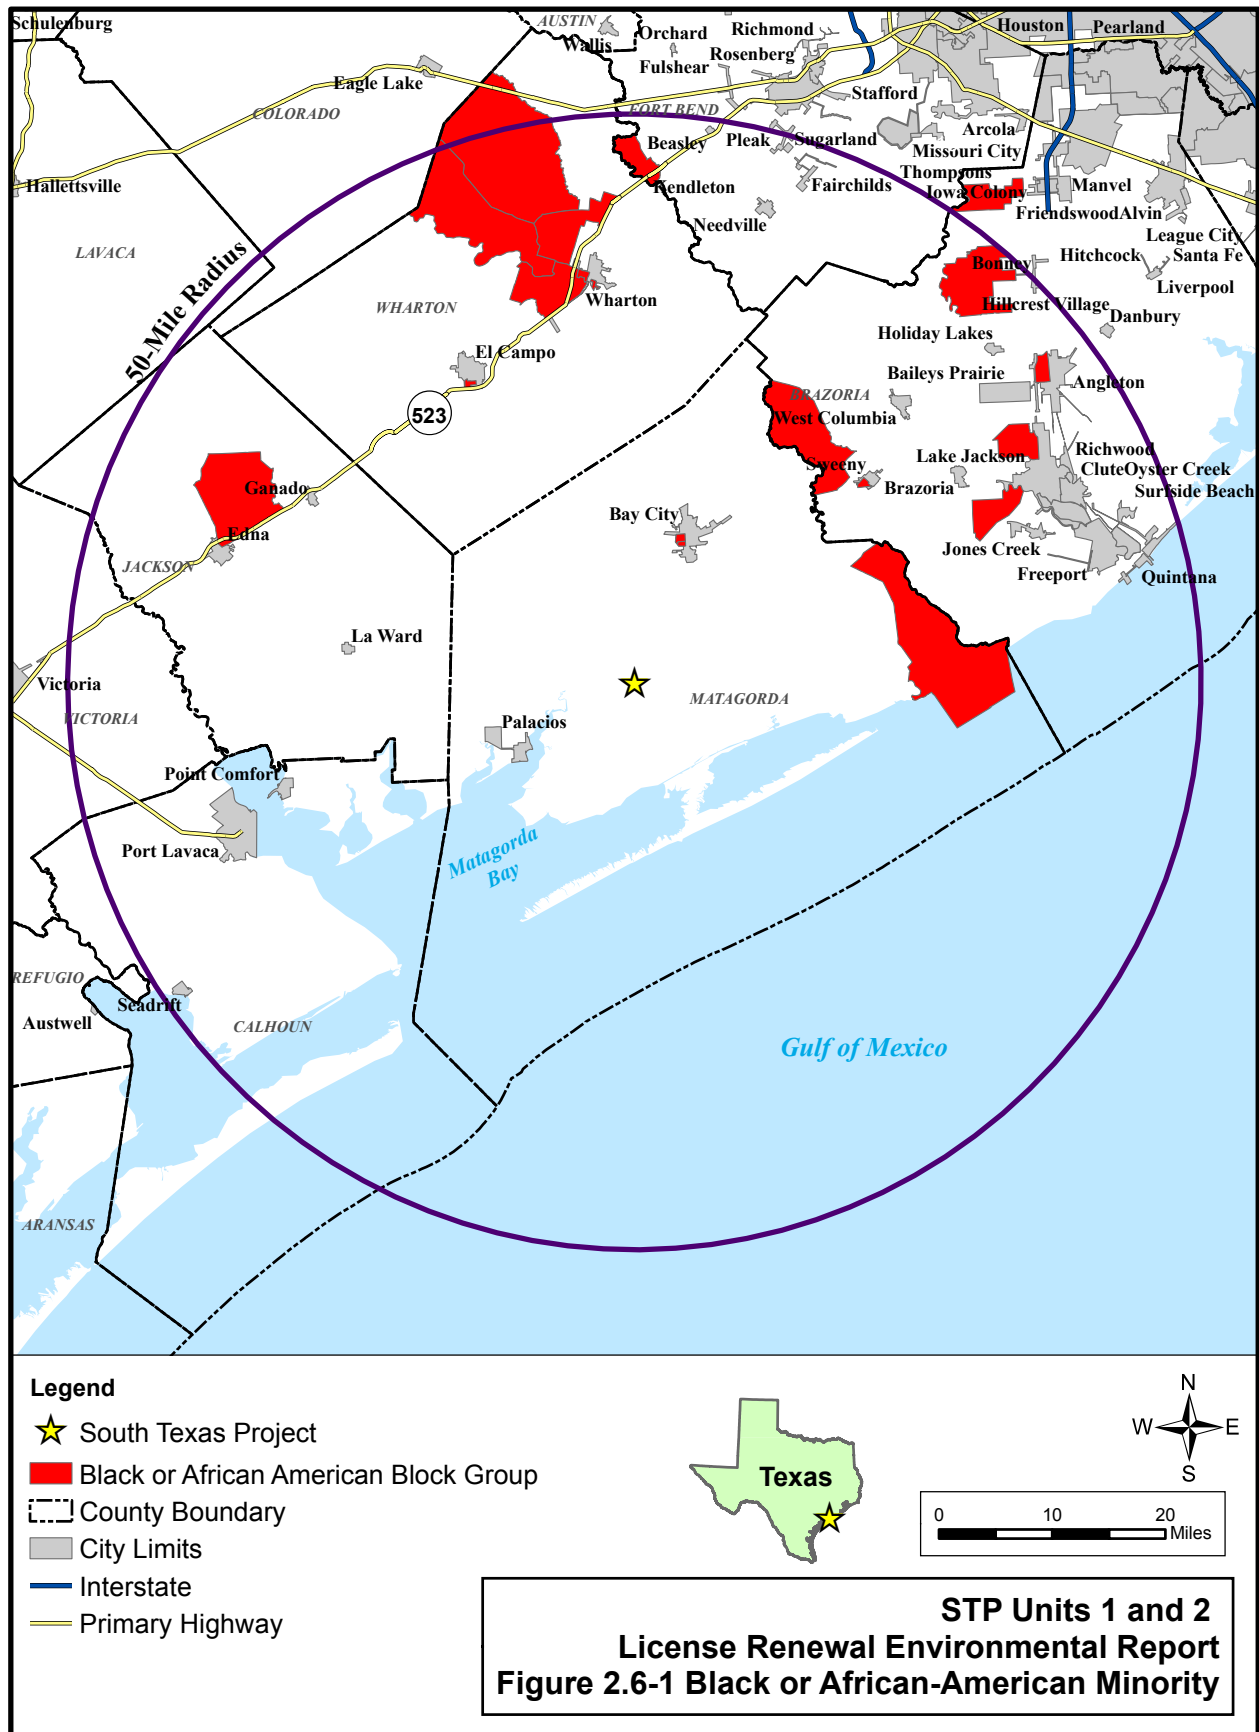 Schulenburg
AUSTIN
Wallis
Orchard
Fulshear
Richmond
Rosenberg
Houston
Pearland
Eagle Lake
COLORADO
FORT BEND
Stafford
Beasley
Pleak
Sugarland
Arcola
Missouri City
Thompsons
Hallettsville
Kendleton
Fairchilds
Iowa Colony
Manvel
Needville
Friendswood
Alvin
League City
LAVACA
50-Mile Radius
Bonney
Hitchcock
Santa Fe
Liverpool
WHARTON
Wharton
Hillcrest Village
Danbury
Holiday Lakes
El Campo
Baileys Prairie
Angleton
BRAZORIA
523
West Columbia
Richwood
Lake Jackson
Sweeny
Clute
Oyster Creek
Ganado
Brazoria
Surfside Beach
Bay City
Edna
JACKSON
Jones Creek
Freeport
Quintana
La Ward
Victoria
VICTORIA
MATAGORDA
Palacios
Point Comfort
Port Lavaca
Matagorda
Bay
REFUGIO
Seadrift
Austwell
CALHOUN
Gulf of Mexico
ARANSAS
Legend
South Texas Project
Black or African American Block Group
County Boundary
City Limits
Interstate
Primary Highway
Texas
N
W
E
S
0
10
20
Miles
STP Units 1 and 2
License Renewal Environmental Report
Figure 2.6-1 Black or African-American Minority